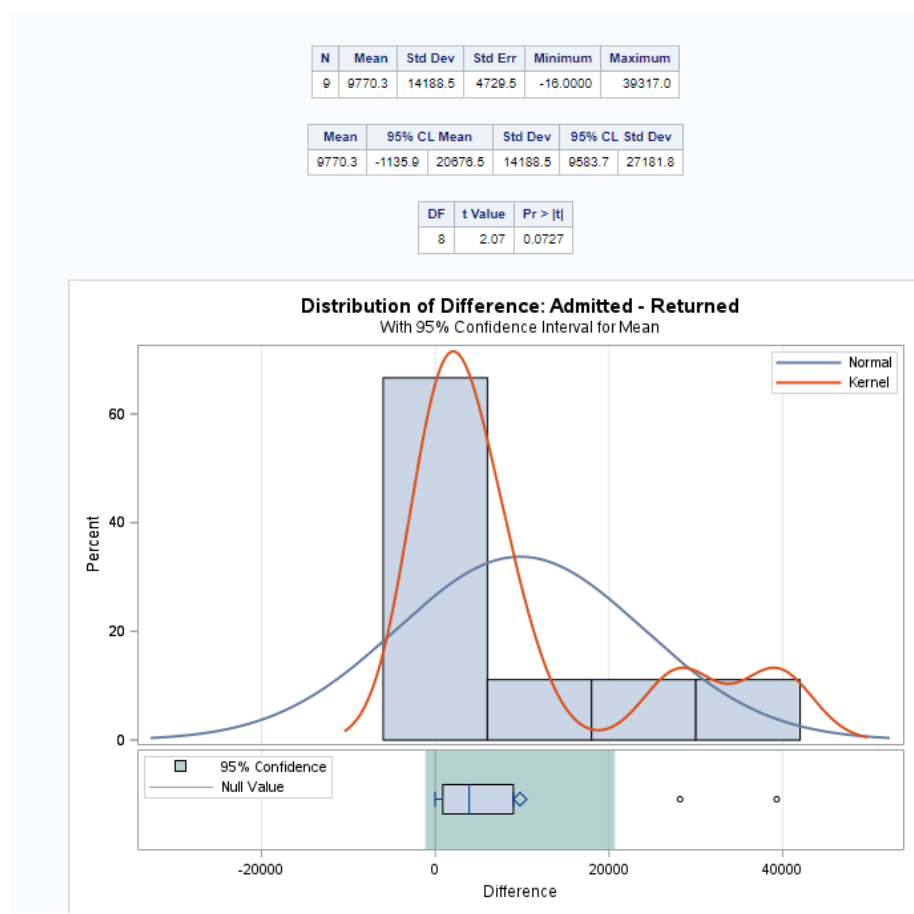 N Mean Std Dev Std Err Minimum Maximum
9 9770.3 14188.5 4729.5 -16.0000 39317.0
Mean 95% CL Mean Std Dev 95% CL Std Dev
9770.3 -1135.9 20676.5 14188.5 9583.7 27181.8
DF t Value Pr > |t|
8 2.07 0.0727
Distribution of Difference: Admitted - Returned
With 95% Confidence Interval for Mean
Normal
Kernel
60
40
20
0
Percent
95% Confidence
Null Value
-20000 0 20000 40000
Difference